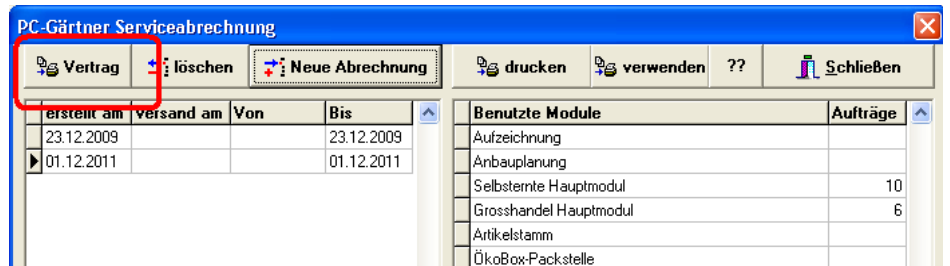 PC-Gärtner Serviceabrechnung
Vertrag löschen Neue Abrechnung drucken verwenden ?? Schließen
erstellt am Versand am Von Bis Benutzte Module Aufträge
23.12.2009 23.12.2009 Aufzeichnung
01.12.2011 01.12.2011 Anbauplanung
Selbsternte Hauptmodul 10
Grosshandel Hauptmodul 6
Artikelstamm
ÖkoBox-Packstelle